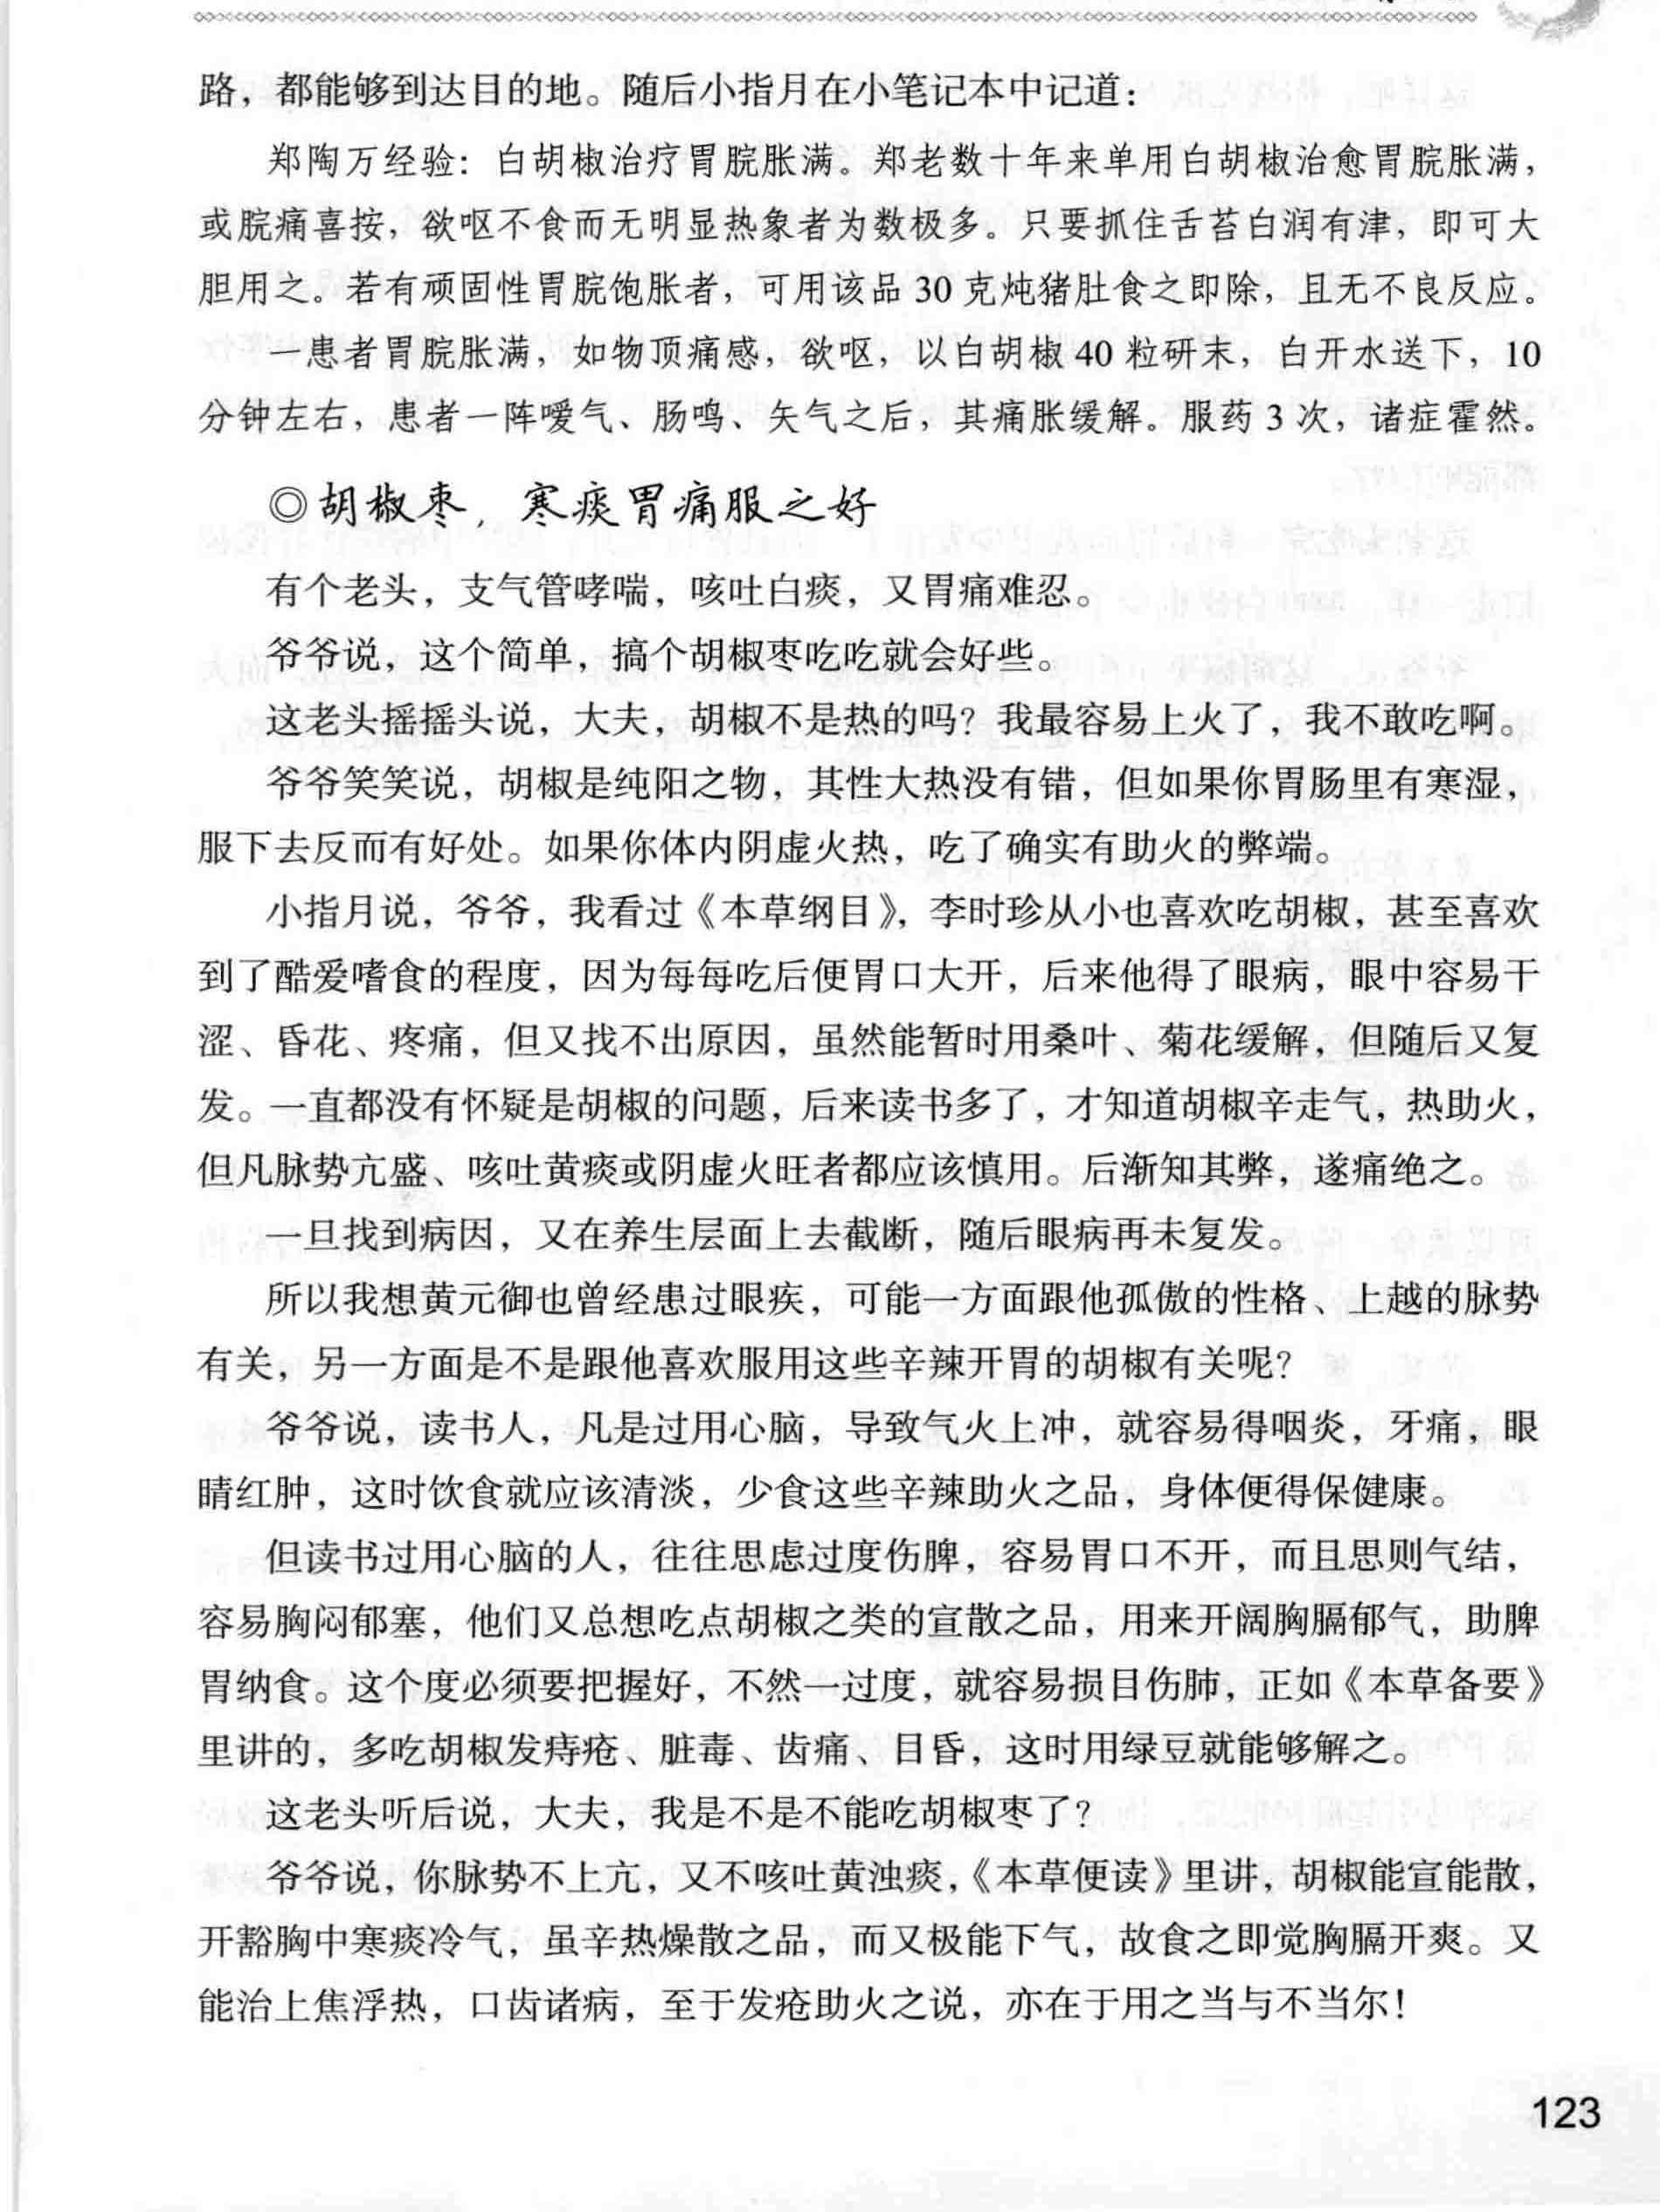 路，都能够到达目的地。随后小指月在小笔记本中记道：
郑陶万经验：白胡椒治疗胃脘胀满。郑老数十年来单用白胡椒治愈胃脘胀满，
或脘痛喜按，欲呕不食而无明显热象者为数极多。只要抓住舌苔白润有津，即可大
胆用之。若有顽固性胃脘饱胀者，可用该品 30 克炖猪肚食之即除，且无不良反应。
一患者胃脘胀满，如物顶痛感，欲呕，以白胡椒 40 粒研末，白开水送下，10
分钟左右，患者一阵嗳气、肠鸣、矢气之后，其痛胀缓解。服药 3 次，诸症霍然。
◎胡椒枣，寒痰胃痛服之好
有个老头，支气管哮喘，咳吐白痰，又胃痛难忍。
爷爷说，这个简单，搞个胡椒枣吃吃就会好些。
这老头摇摇头说，大夫，胡椒不是热的吗？我最容易上火了，我不敢吃啊。
爷爷笑笑说，胡椒是纯阳之物，其性大热没有错，但如果你胃肠里有寒湿，
服下去反而有好处。如果你体内阴虚火热，吃了确实有助火的弊端。
小指月说，爷爷，我看过《本草纲目》，李时珍从小也喜欢吃胡椒，甚至喜欢
到了酷爱嗜食的程度，因为每每吃后便胃口大开，后来他得了眼病，眼中容易干
涩、昏花、疼痛，但又找不出原因，虽然能暂时用桑叶、菊花缓解，但随后又复
发。一直都没有怀疑是胡椒的问题，后来读书多了，才知道胡椒辛走气，热助火，
但凡脉势亢盛、咳吐黄痰或阴虚火旺者都应该慎用。后渐知其弊，遂痛绝之。
一旦找到病因，又在养生层面上去截断，随后眼病再未复发。
所以我想黄元御也曾经患过眼疾，可能一方面跟他孤傲的性格、上越的脉势
有关，另一方面是不是跟他喜欢服用这些辛辣开胃的胡椒有关呢？
爷爷说，读书人，凡是过用心脑，导致气火上冲，就容易得咽炎，牙痛，眼
睛红肿，这时饮食就应该清淡，少食这些辛辣助火之品，身体便得保健康。
但读书过用心脑的人，往往思虑过度伤脾，容易胃口不开，而且思则气结，
容易胸闷郁塞，他们又总想吃点胡椒之类的宣散之品，用来开阔胸膈郁气，助脾
胃纳食。这个度必须要把握好，不然一过度，就容易损目伤肺，正如《本草备要》
里讲的，多吃胡椒发痔疮、脏毒、齿痛、目昏，这时用绿豆就能够解之。
这老头听后说，大夫，我是不是不能吃胡椒枣了？
爷爷说，你脉势不上亢，又不咳吐黄浊痰，《本草便读》里讲，胡椒能宣能散，
开豁胸中寒痰冷气，虽辛热燥散之品，而又极能下气，故食之即觉胸膈开爽。又
能治上焦浮热，口齿诸病，至于发疮助火之说，亦在于用之当与不当尔！
123